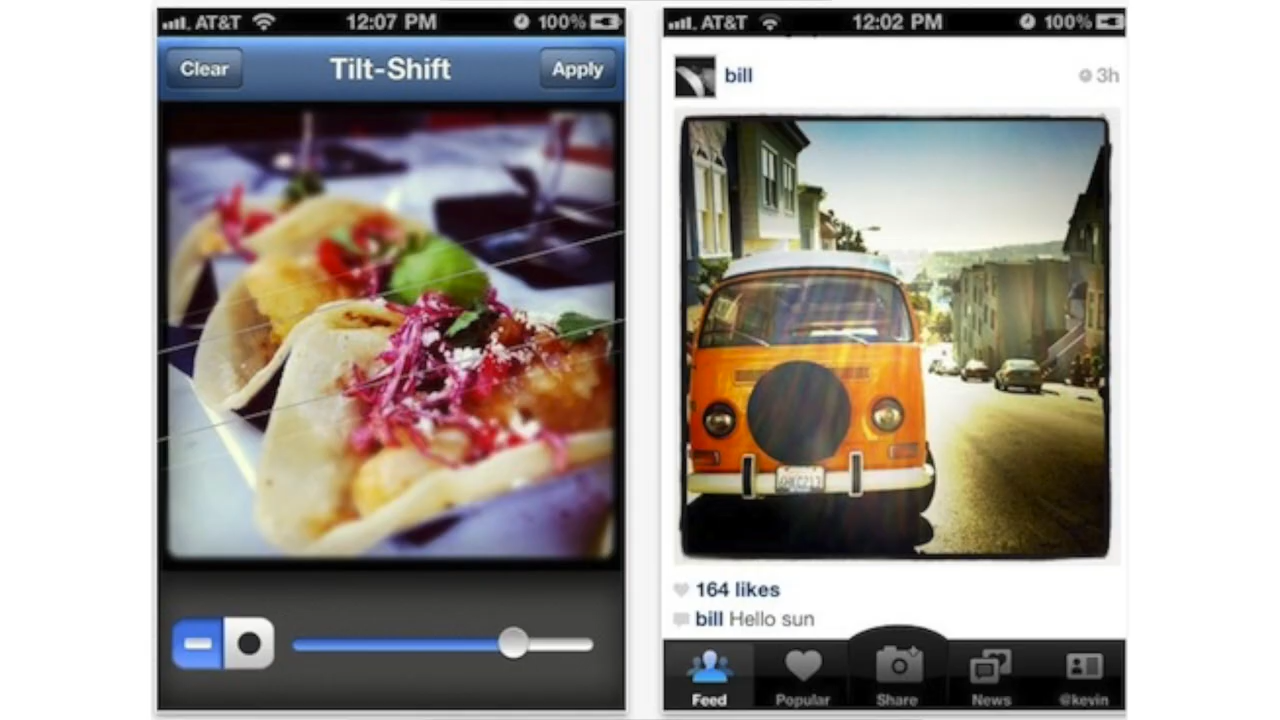 AT&T 12:07 PM 100%
Clear Tilt-Shift Apply
AT&T 12:02 PM 100%
bill 3h
164 likes
bill Hello sun
Feed Popular Share News @kevin